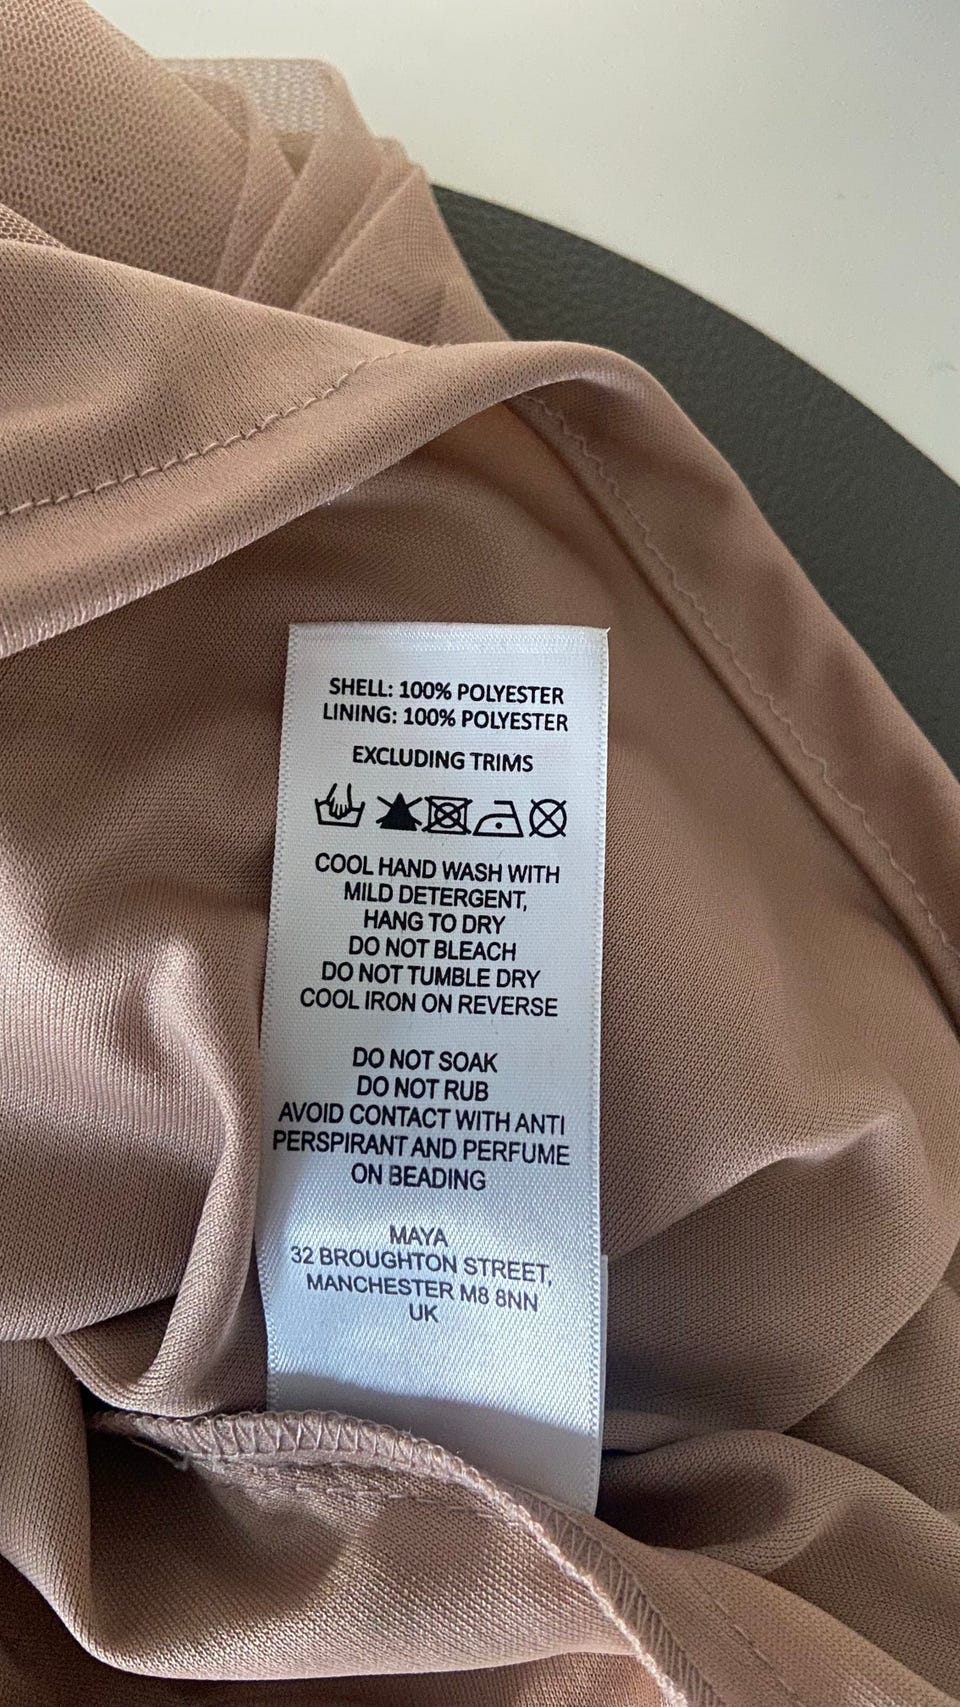 SHELL: 100% POLYESTER
LINING: 100% POLYESTER
EXCLUDING TRIMS
COOL HAND WASH WITH
MILD DETERGENT,
HANG TO DRY
DO NOT BLEACH
DO NOT TUMBLE DRY
COOL IRON ON REVERSE
DO NOT SOAK
DO NOT RUB
AVOID CONTACT WITH ANTI
PERSPIRANT AND PERFUME
ON BEADING
MAYA
32 BROUGHTON STREET,
MANCHESTER M8 8NN
UK